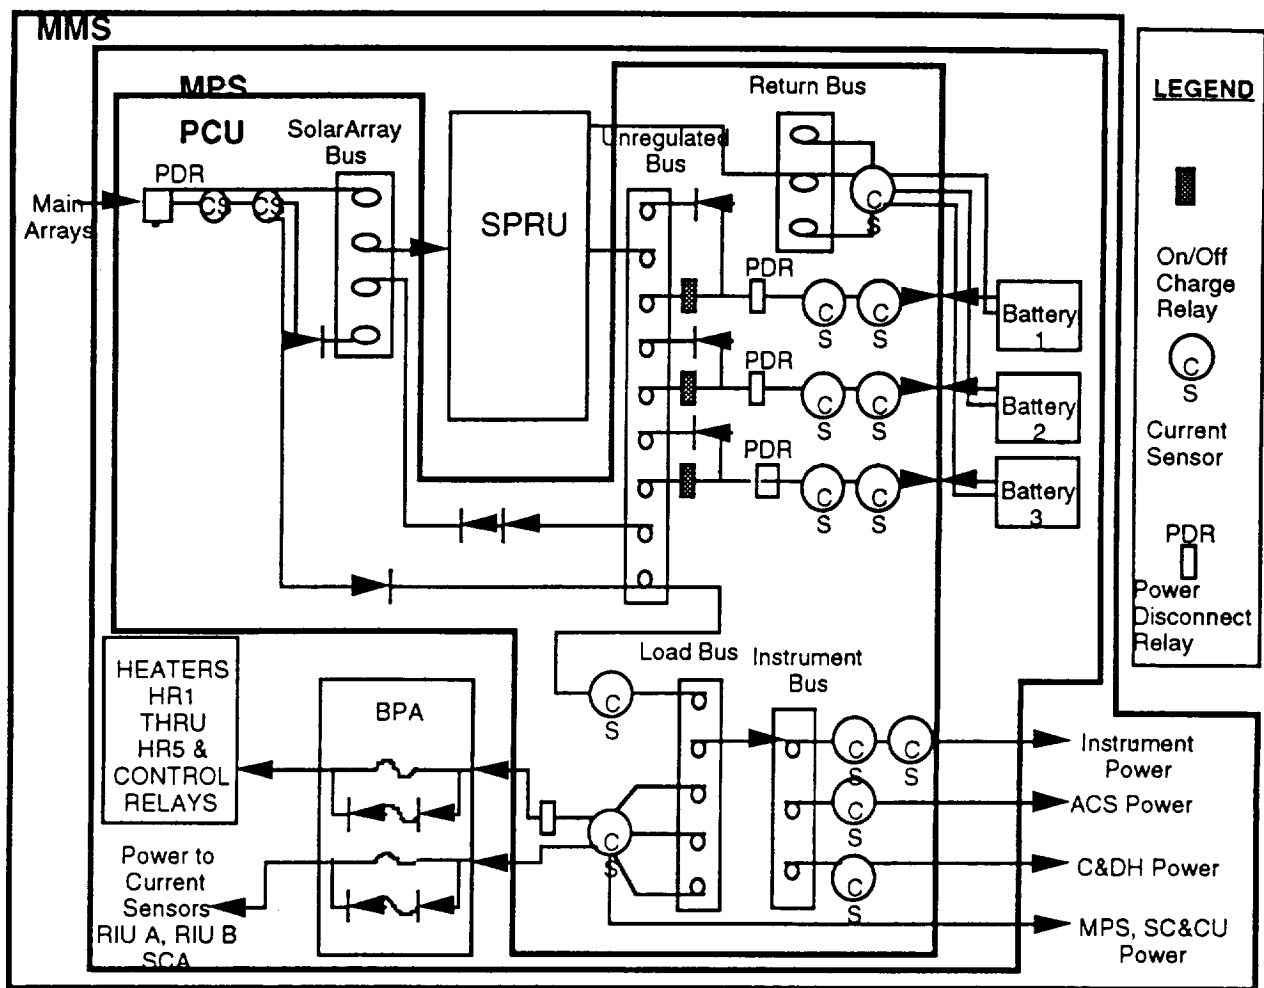 MMS
MPS
PCU
SolarArray
Bus
PDR
Main
Arrays
CS
CS
SPRU
Unregulated
Bus
Return Bus
C
S
PDR
C
S
C
S
Battery
1
PDR
C
S
C
S
Battery
2
PDR
C
S
C
S
Battery
3
LEGEND
On/Off
Charge
Relay
C
S
Current
Sensor
PDR
Power
Disconnect
Relay
HEATERS
HR1
THRU
HR5 &
CONTROL
RELAYS
Power to
Current
Sensors
RIU A, RIU B
SCA
BPA
C
S
C
S
Load Bus
Instrument
Bus
C
S
C
S
C
S
C
S
Instrument
Power
ACS Power
C&DH Power
MPS, SC&CU
Power